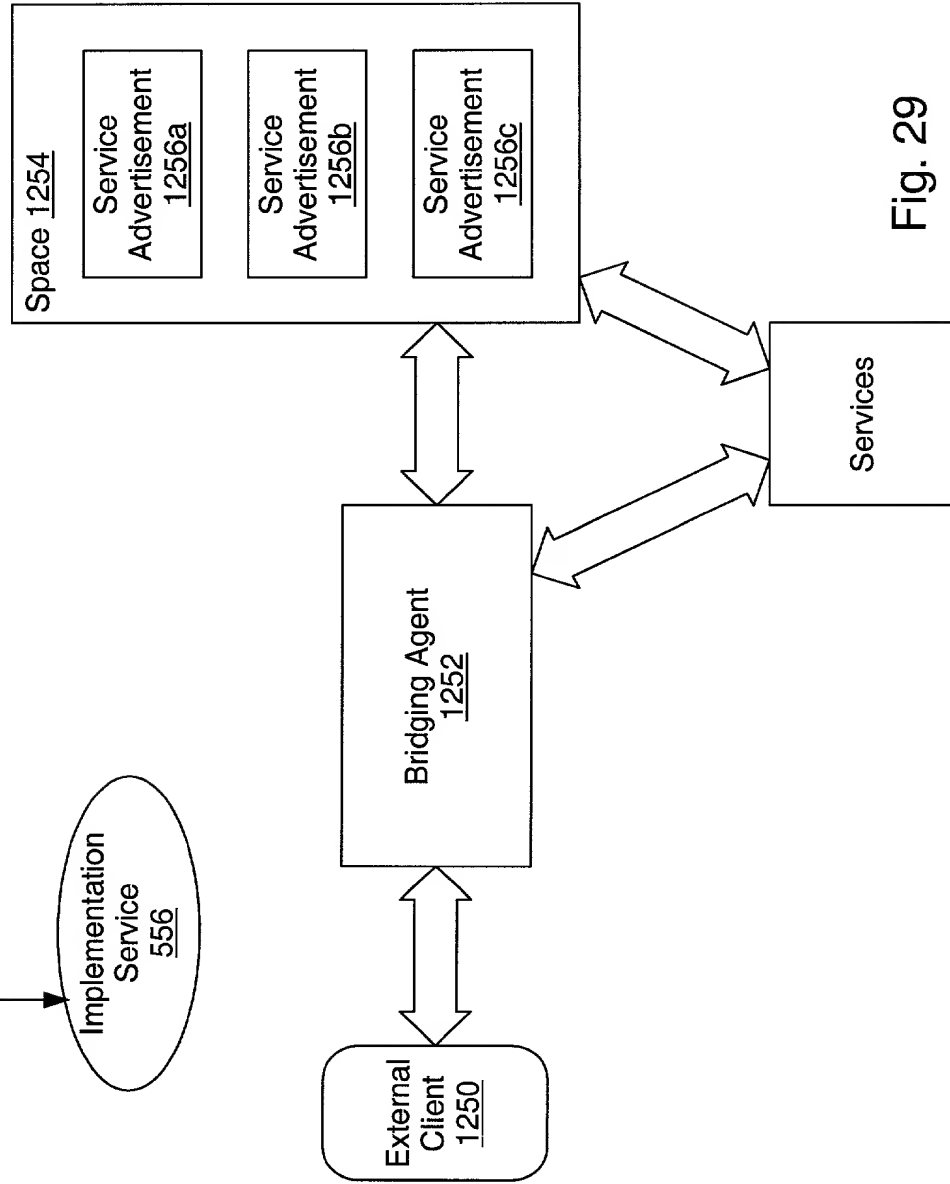 Implementation
Service
556
External
Client
1250
Bridging Agent
1252
Space 1254
Service
Advertisement
1256a
Service
Advertisement
1256b
Service
Advertisement
1256c
Services
Fig. 29